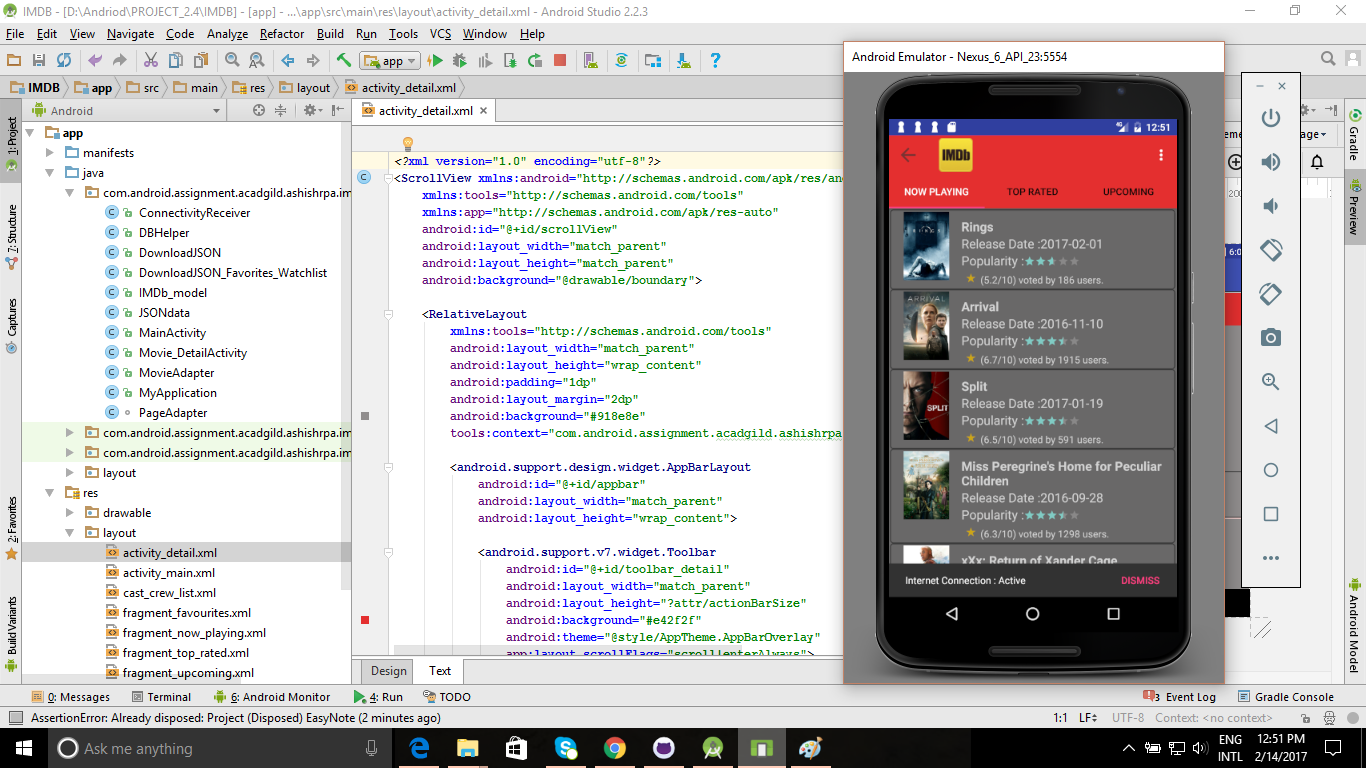 IMDB - [D:\Andriod\PROJECT_2.4\IMDB] - [app] - ...\app\src\main\res\layout\activity_detail.xml - Android Studio 2.2.3
File Edit View Navigate Code Analyze Refactor Build Run Tools VCS Window Help
app
IMDB app src main res layout activity_detail.xml
1: Project
7: Structure
Captures
2: Favorites
Build Variants
Android
app
manifests
java
com.android.assignment.acadgild.ashishrpa.im
ConnectivityReceiver
DBHelper
DownloadJSON
DownloadJSON_Favorites_Watchlist
IMDb_model
JSONdata
MainActivity
Movie_DetailActivity
MovieAdapter
MyApplication
PageAdapter
com.android.assignment.acadgild.ashishrpa.im
com.android.assignment.acadgild.ashishrpa.im
layout
res
drawable
layout
activity_detail.xml
activity_main.xml
cast_crew_list.xml
fragment_favourites.xml
fragment_now_playing.xml
fragment_top_rated.xml
fragment_upcoming.xml
activity_detail.xml
<?xml version="1.0" encoding="utf-8"?>
<ScrollView xmlns:android="http://schemas.android.com/apk/res/an
xmlns:tools="http://schemas.android.com/tools"
xmlns:app="http://schemas.android.com/apk/res-auto"
android:id="@+id/scrollView"
android:layout_width="match_parent"
android:layout_height="match_parent"
android:background="@drawable/boundary">
<RelativeLayout
xmlns:tools="http://schemas.android.com/tools"
android:layout_width="match_parent"
android:layout_height="wrap_content"
android:padding="1dp"
android:layout_margin="2dp"
android:background="#918e8e"
tools:context="com.android.assignment.acadgild.ashishrpa
<android.support.design.widget.AppBarLayout
android:id="@+id/appbar"
android:layout_width="match_parent"
android:layout_height="wrap_content">
<android.support.v7.widget.Toolbar
android:id="@+id/toolbar_detail"
android:layout_width="match_parent"
android:layout_height="?attr/actionBarSize"
android:background="#e42f2f"
android:theme="@style/AppTheme.AppBarOverlay"
app:layout_scrollFlags="scroll|enterAlways">
Design Text
Android Emulator - Nexus_6_API_23:5554
4G 12:51
IMDb
NOW PLAYING TOP RATED UPCOMING
RINGS
Rings
Release Date :2017-02-01
Popularity :
(5.2/10) voted by 186 users.
ARRIVAL
Arrival
Release Date :2016-11-10
Popularity :
(6.7/10) voted by 1915 users.
SPLIT
Split
Release Date :2017-01-19
Popularity :
(6.5/10) voted by 591 users.
Miss Peregrine's Home for Peculiar
Children
Release Date :2016-09-28
Popularity :
(6.3/10) voted by 1298 users.
xXx: Return of Xander Cage
Internet Connection : Active DISMISS
Gradle
Preview
Android Model
0: Messages Terminal 6: Android Monitor 4: Run TODO 3 Event Log Gradle Console
AssertionError: Already disposed: Project (Disposed) EasyNote (2 minutes ago) 1:1 LF UTF-8 Context: <no context>
Ask me anything
ENG
INTL
12:51 PM
2/14/2017